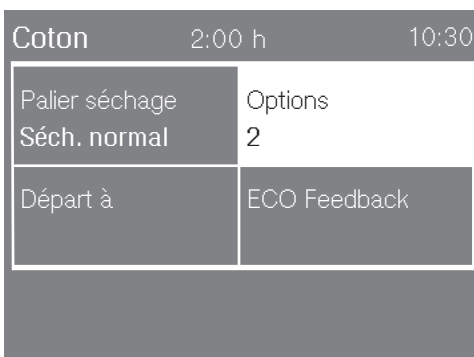 Coton 2:00 h 10:30
Palier séchage
Séch. normal
Options
2
Départ à
ECO Feedback